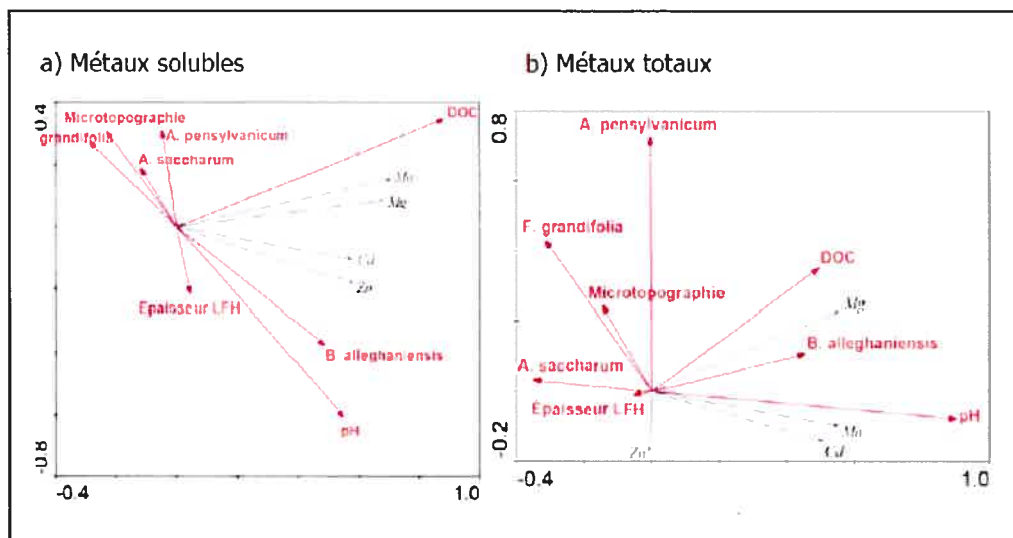 a) Métaux solubles
0.4
Microtopographie
grandifolia
A. pensylvanicum
A. saccharum
DOC
Mn
Mg
Cd
Zn
Épaisseur LFH
B. alleghaniensis
pH
-0.8
-0.4
1.0
b) Métaux totaux
0.8
A. pensylvanicum
F. grandifolia
DOC
Microtopographie
Mg
B. alleghaniensis
A. saccharum
Épaisseur LFH
pH
Mn
Cd
Zn
-0.2
-0.4
1.0